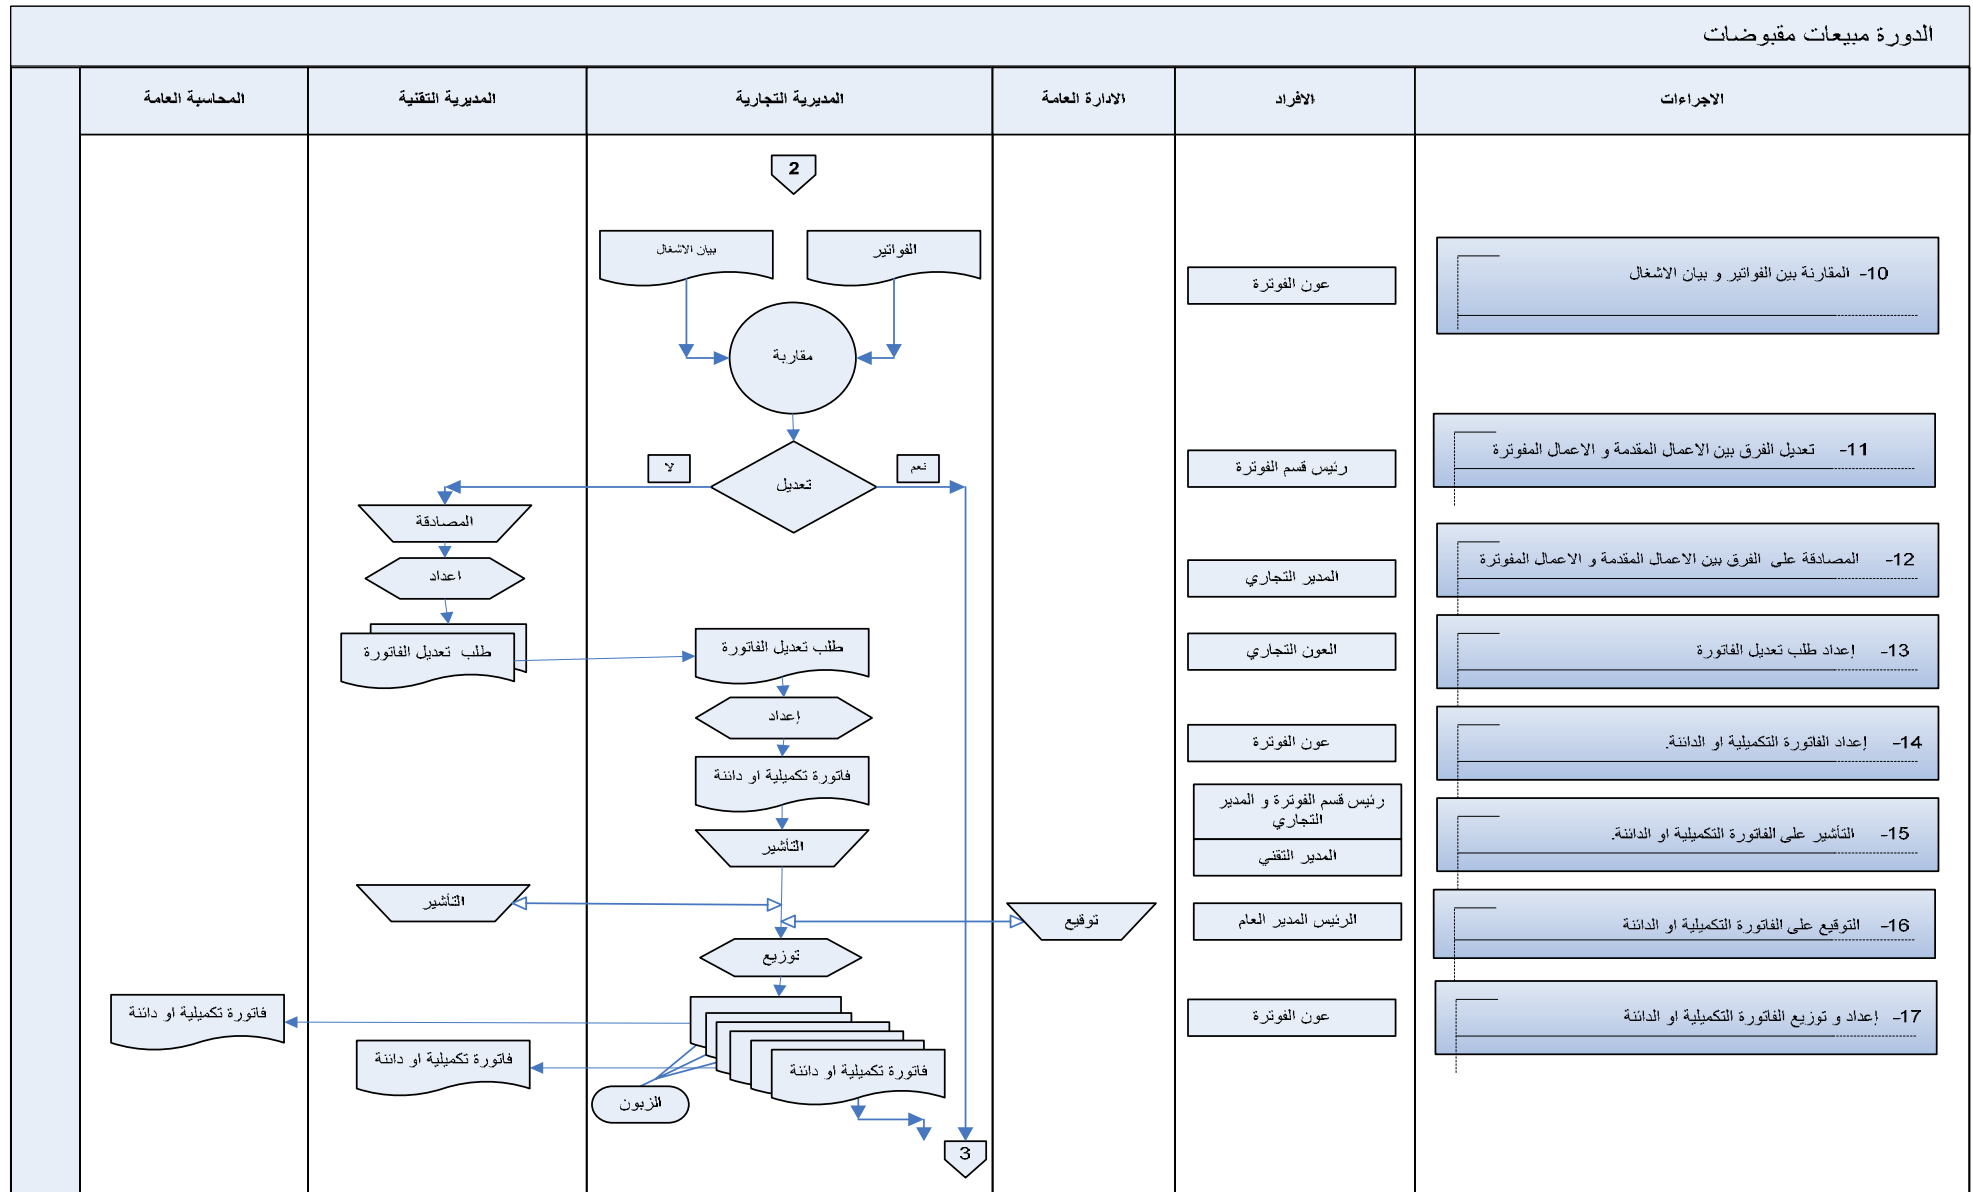 الدورة مبيعات مقبوضات
الاجراءات
الافراد
الادارة العامة
المديرية التجارية
المديرية التقنية
المحاسبة العامة
2
الفواتير
بيان الاشغال
10- المقارنة بين الفواتير و بيان الاشغال
عون الفوترة
مقاربة
11- تعديل الفرق بين الاعمال المقدمة و الاعمال المفوترة
رئيس قسم الفوترة
نعم
تعديل
لا
المصادقة
12- المصادقة على الفرق بين الاعمال المقدمة و الاعمال المفوترة
المدير التجاري
اعداد
13- إعداد طلب تعديل الفاتورة
العون التجاري
طلب تعديل الفاتورة
طلب تعديل الفاتورة
إعداد
14- إعداد الفاتورة التكميلية او الدائنة.
عون الفوترة
فاتورة تكميلية او دائنة
15- التأشير على الفاتورة التكميلية او الدائنة.
رئيس قسم الفوترة و المدير
التجاري
المدير التقني
التأشير
التأشير
16- التوقيع على الفاتورة التكميلية او الدائنة
الرئيس المدير العام
توقيع
توزيع
17- إعداد و توزيع الفاتورة التكميلية او الدائنة
عون الفوترة
فاتورة تكميلية او دائنة
فاتورة تكميلية او دائنة
فاتورة تكميلية او دائنة
الزبون
3